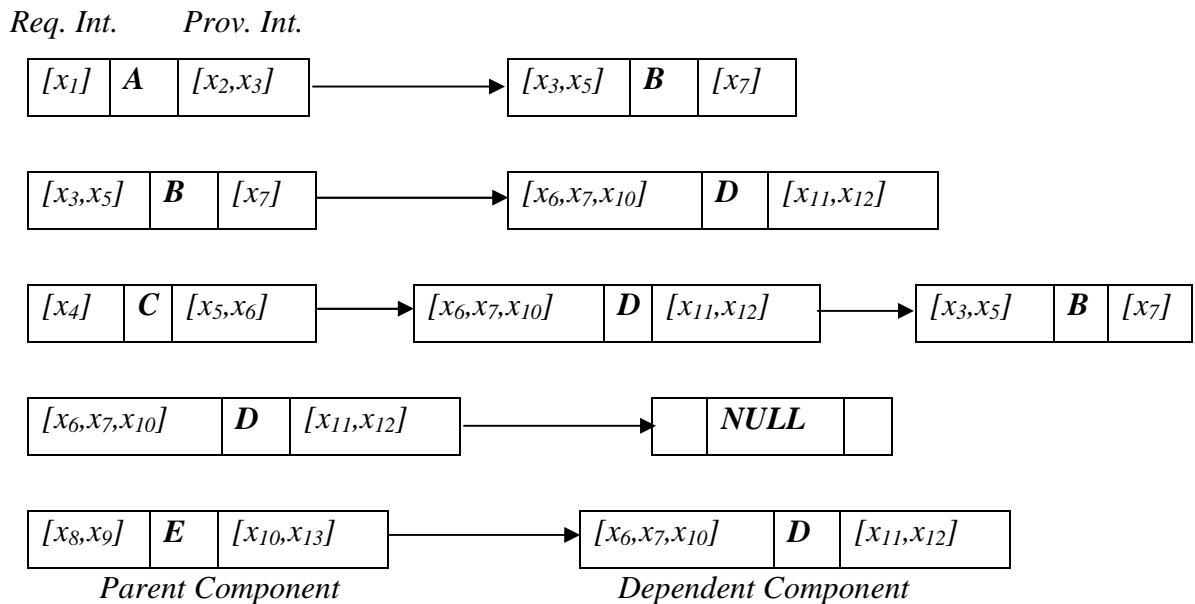 Req. Int. Prov. Int.
[x1] A [x2,x3] [x3,x5] B [x7]
[x3,x5] B [x7] [x6,x7,x10] D [x11,x12]
[x4] C [x5,x6] [x6,x7,x10] D [x11,x12] [x3,x5] B [x7]
[x6,x7,x10] D [x11,x12] NULL
[x8,x9] E [x10,x13] [x6,x7,x10] D [x11,x12]
Parent Component Dependent Component